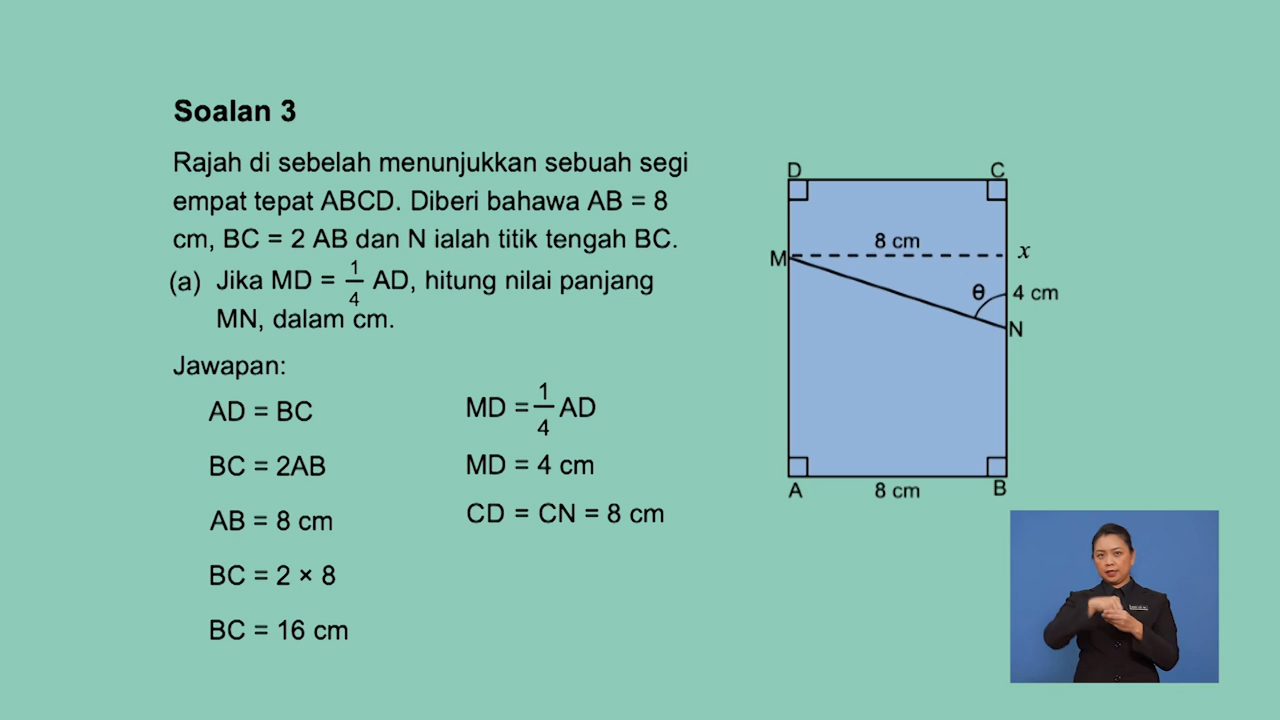 Soalan 3
Rajah di sebelah menunjukkan sebuah segi
empat tepat ABCD. Diberi bahawa AB = 8
cm, BC = 2 AB dan N ialah titik tengah BC.
(a) Jika MD = 1/4 AD, hitung nilai panjang
MN, dalam cm.
Jawapan:
AD = BC
BC = 2AB
AB = 8 cm
BC = 2 × 8
BC = 16 cm
MD = 1/4 AD
MD = 4 cm
CD = CN = 8 cm
D
C
8 cm
M
x
θ
4 cm
N
A
8 cm
B